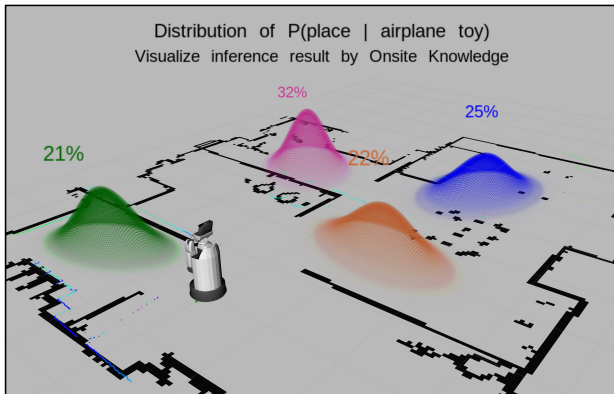 Distribution of P(place | airplane toy)
Visualize inference result by Onsite Knowledge
32%
25%
21%
22%